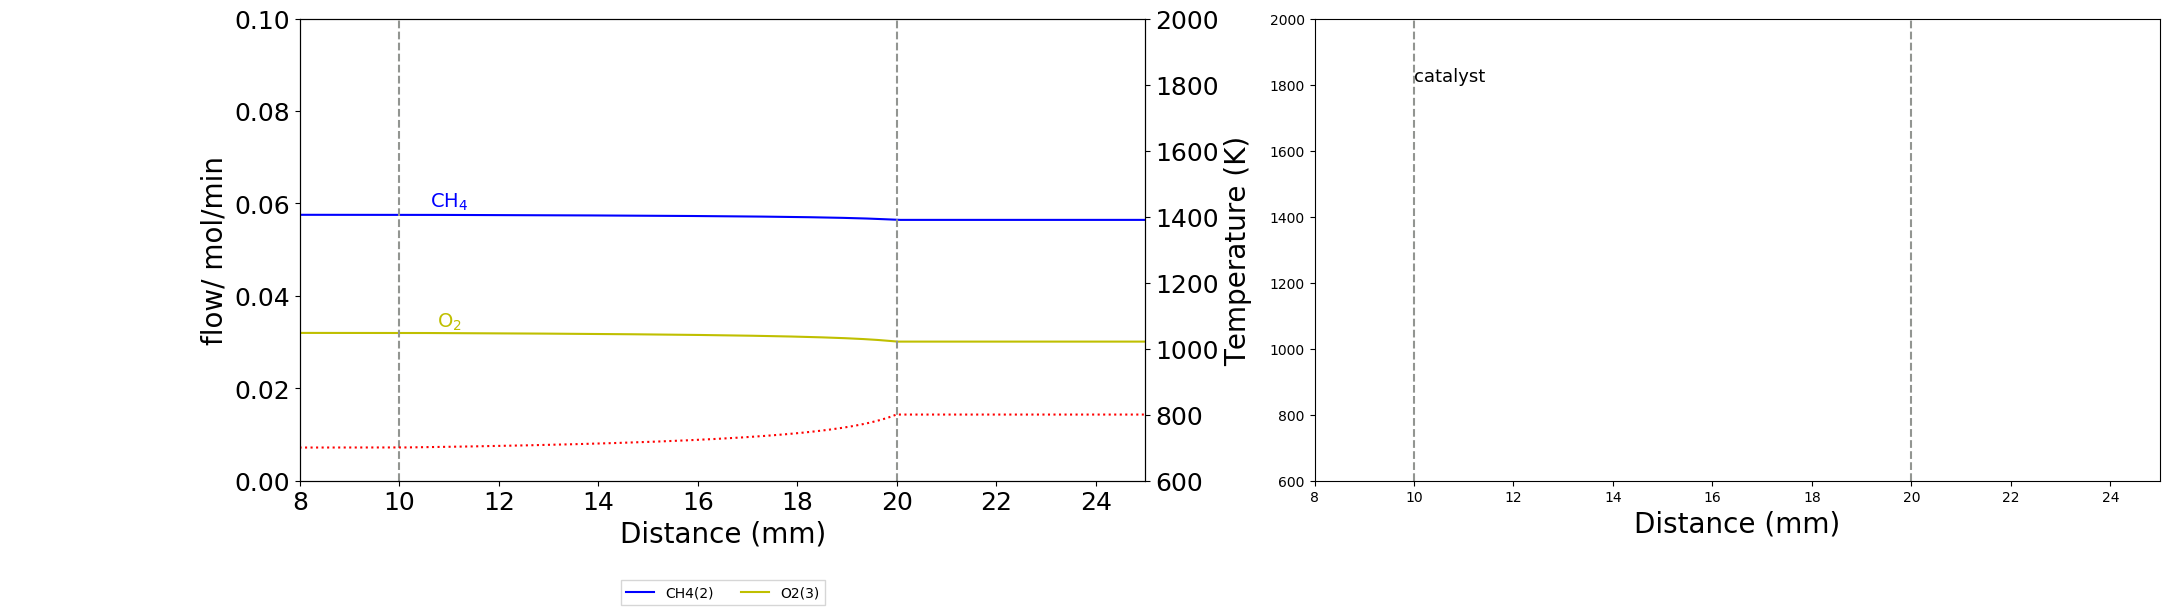 0.10
0.08
0.06
0.04
0.02
0.00
flow/ mol/min
CH₄
O₂
2000
1800
1600
1400
1200
1000
800
600
Temperature (K)
8 10 12 14 16 18 20 22 24
Distance (mm)
CH4(2) O2(3)
2000
1800
1600
1400
1200
1000
800
600
catalyst
8 10 12 14 16 18 20 22 24
Distance (mm)